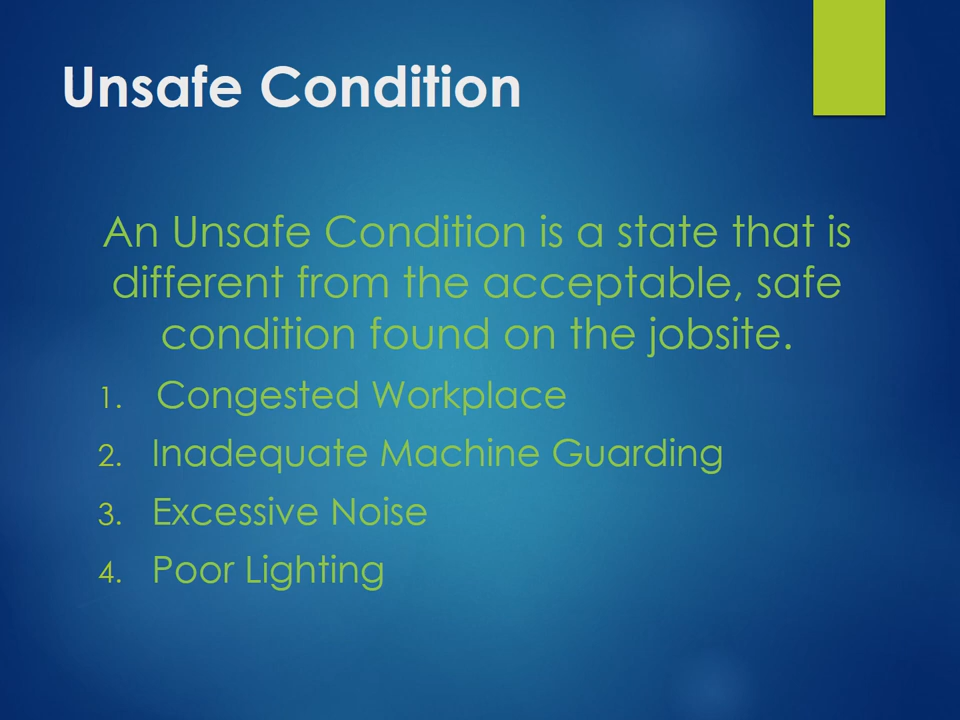 Unsafe Condition
An Unsafe Condition is a state that is
different from the acceptable, safe
condition found on the jobsite.
1. Congested Workplace
2. Inadequate Machine Guarding
3. Excessive Noise
4. Poor Lighting